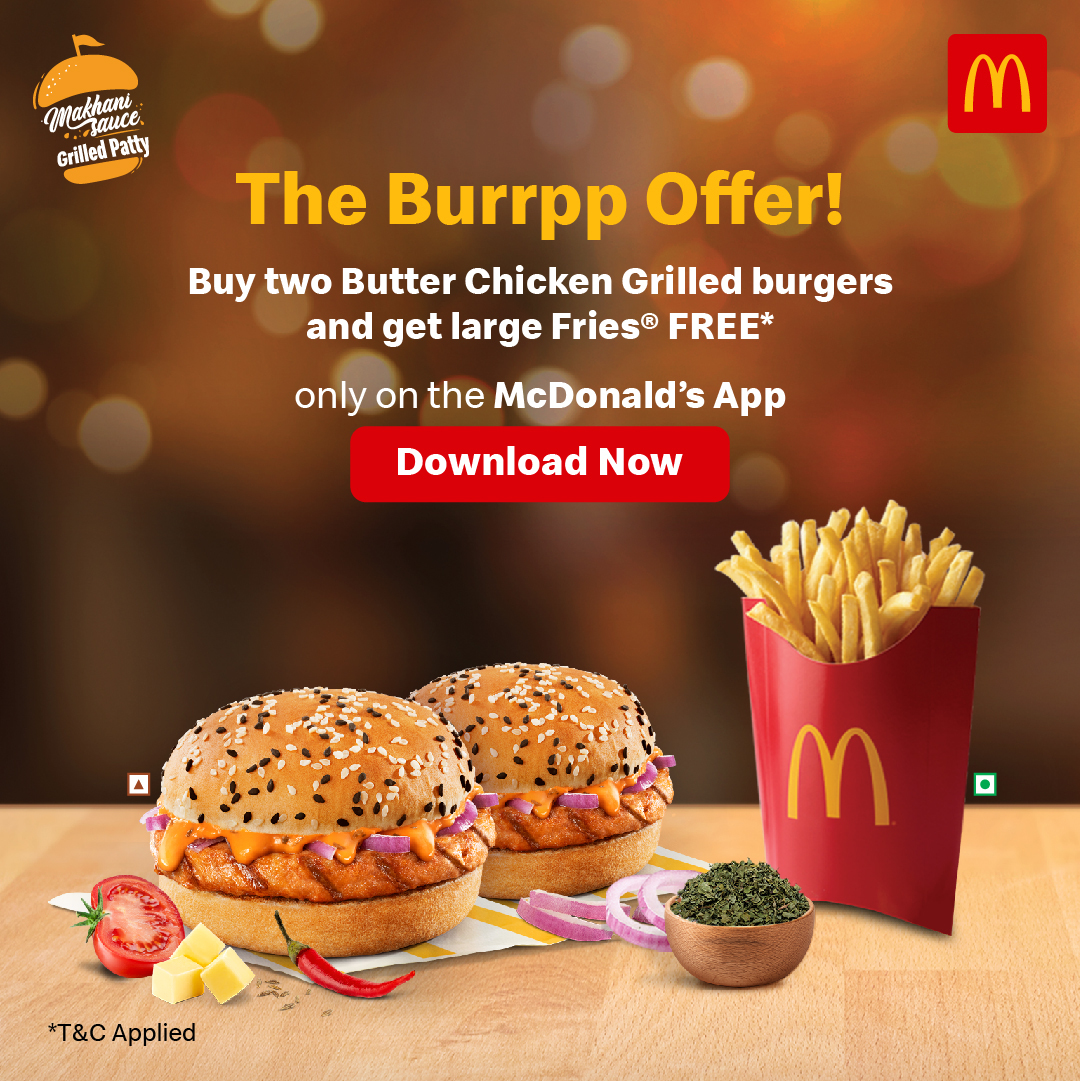 Makhani
sauce
Grilled Patty
The Burrpp Offer!
Buy two Butter Chicken Grilled burgers
and get large Fries® FREE*
only on the McDonald’s App
Download Now
*T&C Applied